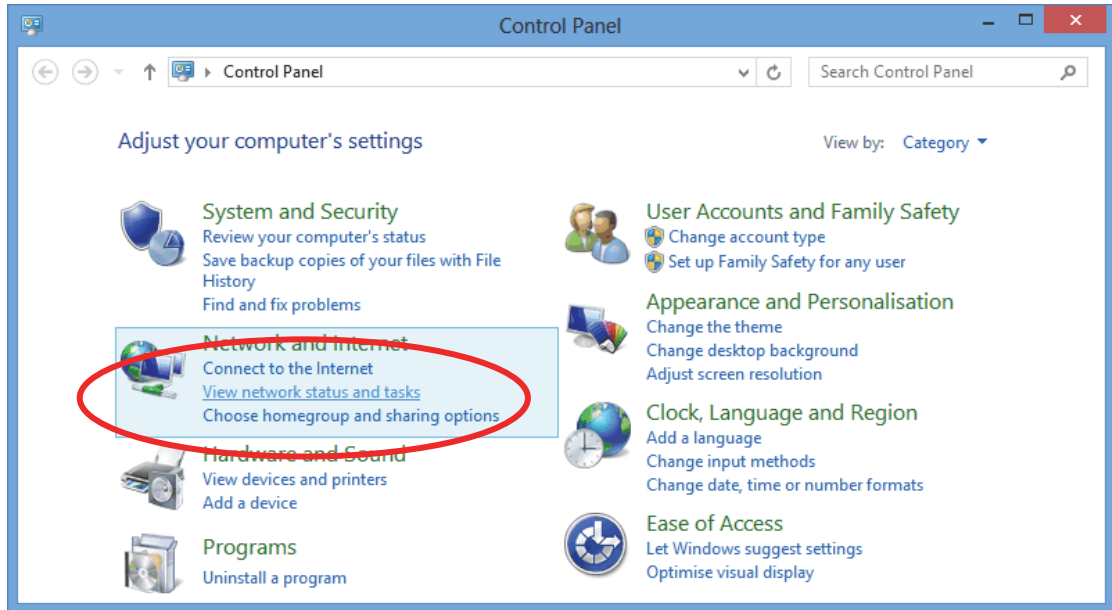 Control Panel
Control Panel
Search Control Panel
Adjust your computer's settings
View by: Category
System and Security
Review your computer's status
Save backup copies of your files with File
History
Find and fix problems
Network and Internet
Connect to the Internet
View network status and tasks
Choose homegroup and sharing options
Hardware and Sound
View devices and printers
Add a device
Programs
Uninstall a program
User Accounts and Family Safety
Change account type
Set up Family Safety for any user
Appearance and Personalisation
Change the theme
Change desktop background
Adjust screen resolution
Clock, Language and Region
Add a language
Change input methods
Change date, time or number formats
Ease of Access
Let Windows suggest settings
Optimise visual display